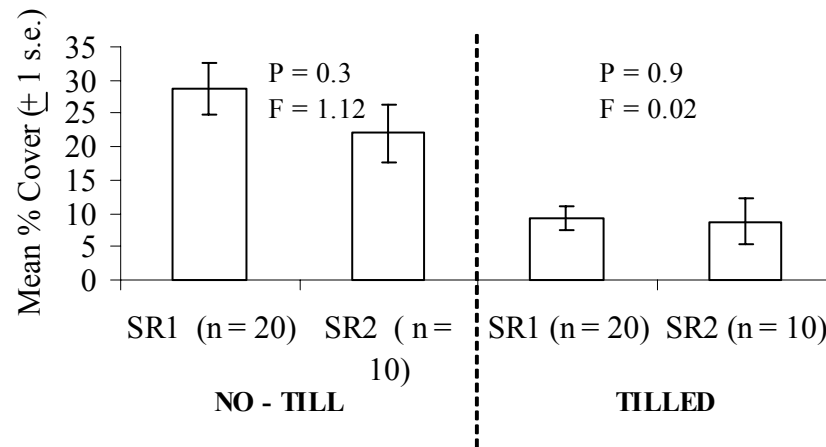 Mean % Cover (+ 1 s.e.)
35
30
25
20
15
10
5
0
P = 0.3
F = 1.12
P = 0.9
F = 0.02
SR1 (n = 20)
SR2 ( n =
10)
SR1 (n = 20)
SR2 (n = 10)
NO - TILL
TILLED